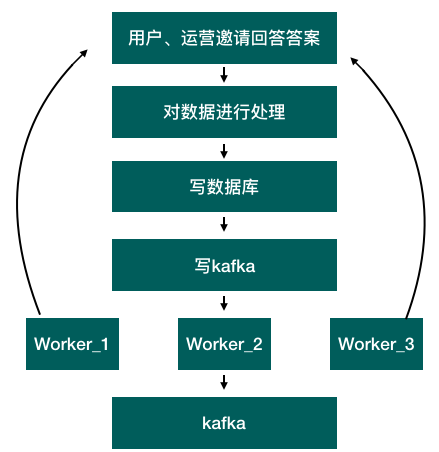 用户、运营邀请回答答案
对数据进行处理
写数据库
写kafka
Worker_1
Worker_2
Worker_3
kafka